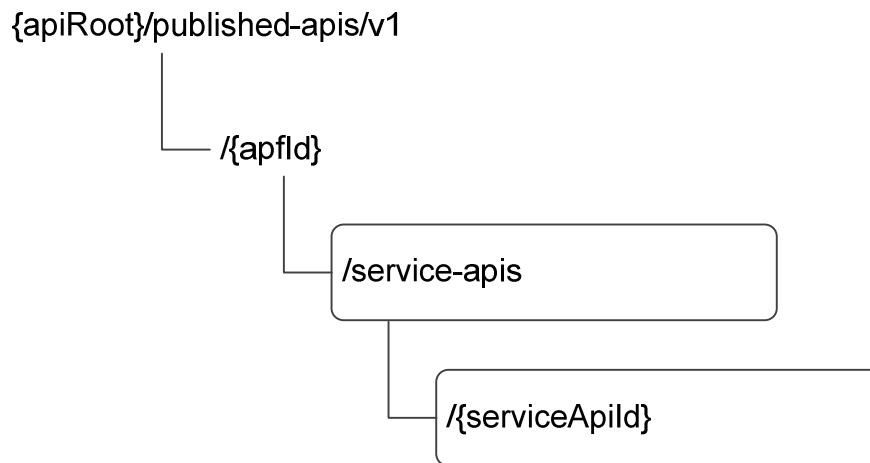 {apiRoot}/published-apis/v1
/{apfId}
/service-apis
/{serviceApiId}